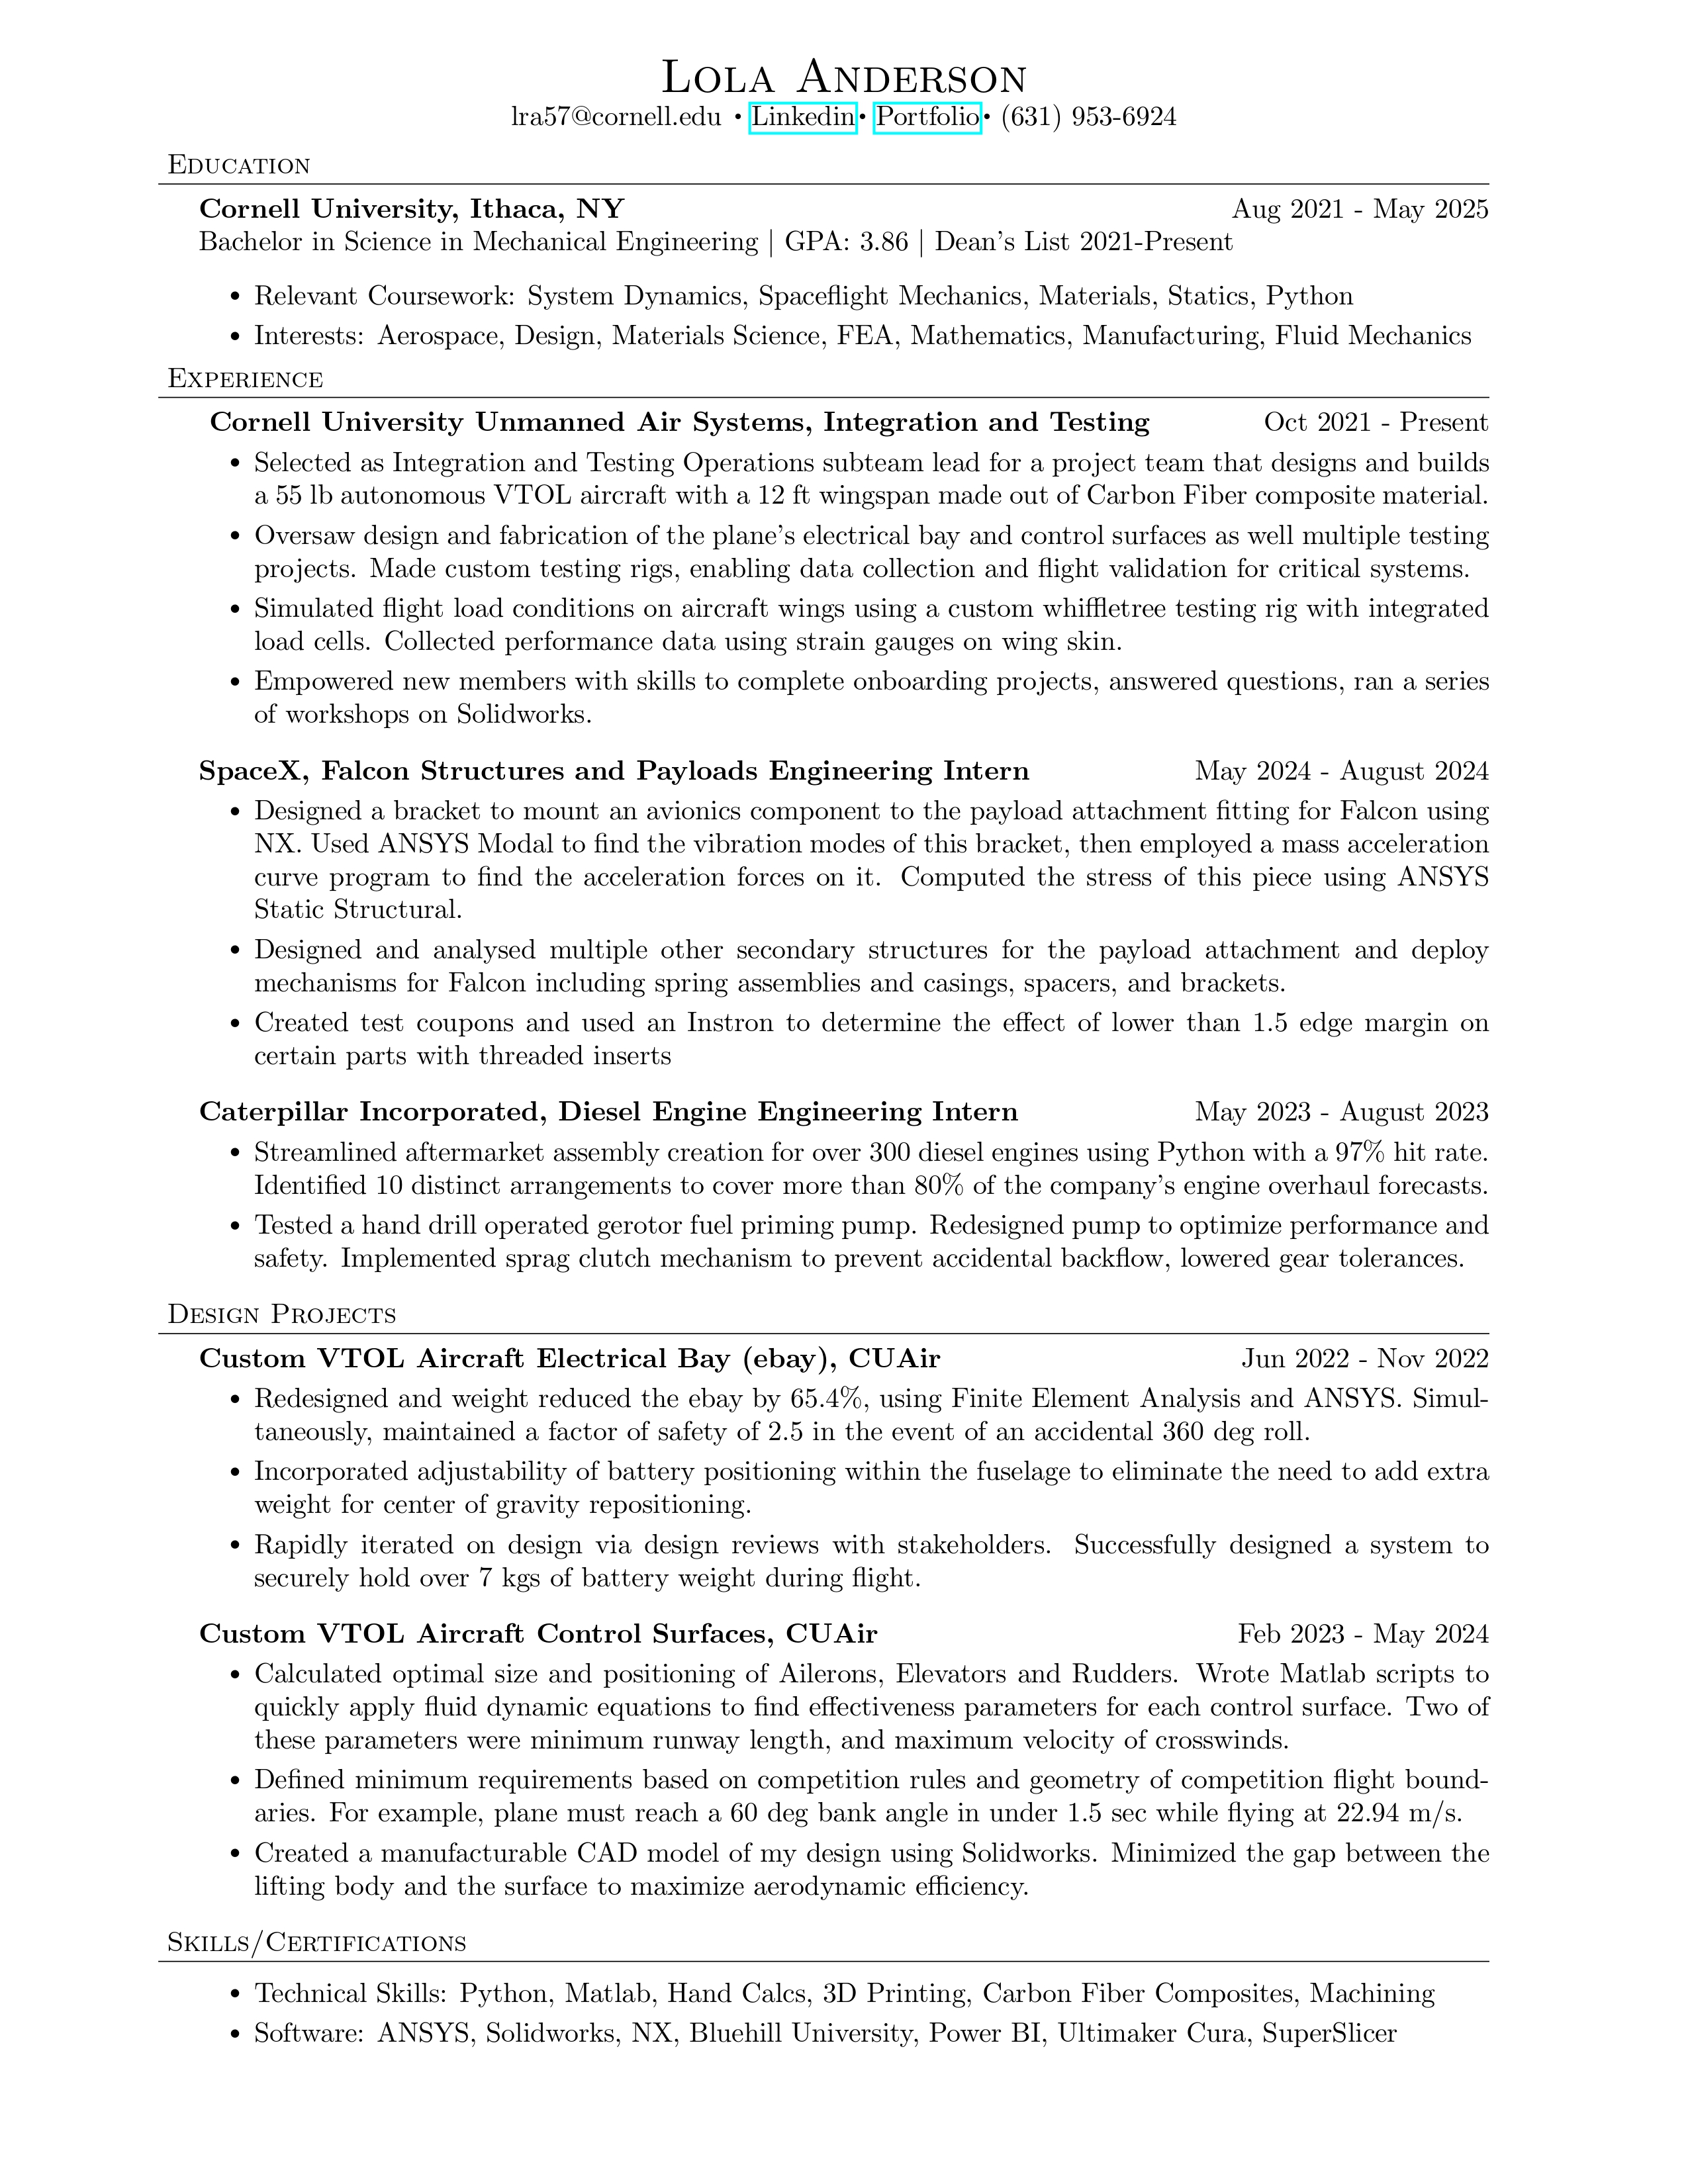 Lola Anderson
lra57@cornell.edu • Linkedin • Portfolio • (631) 953-6924
Education
Cornell University, Ithaca, NY Aug 2021 - May 2025
Bachelor in Science in Mechanical Engineering | GPA: 3.86 | Dean's List 2021-Present
• Relevant Coursework: System Dynamics, Spaceflight Mechanics, Materials, Statics, Python
• Interests: Aerospace, Design, Materials Science, FEA, Mathematics, Manufacturing, Fluid Mechanics
Experience
Cornell University Unmanned Air Systems, Integration and Testing Oct 2021 - Present
• Selected as Integration and Testing Operations subteam lead for a project team that designs and builds
a 55 lb autonomous VTOL aircraft with a 12 ft wingspan made out of Carbon Fiber composite material.
• Oversaw design and fabrication of the plane's electrical bay and control surfaces as well multiple testing
projects. Made custom testing rigs, enabling data collection and flight validation for critical systems.
• Simulated flight load conditions on aircraft wings using a custom whiffletree testing rig with integrated
load cells. Collected performance data using strain gauges on wing skin.
• Empowered new members with skills to complete onboarding projects, answered questions, ran a series
of workshops on Solidworks.
SpaceX, Falcon Structures and Payloads Engineering Intern May 2024 - August 2024
• Designed a bracket to mount an avionics component to the payload attachment fitting for Falcon using
NX. Used ANSYS Modal to find the vibration modes of this bracket, then employed a mass acceleration
curve program to find the acceleration forces on it. Computed the stress of this piece using ANSYS
Static Structural.
• Designed and analysed multiple other secondary structures for the payload attachment and deploy
mechanisms for Falcon including spring assemblies and casings, spacers, and brackets.
• Created test coupons and used an Instron to determine the effect of lower than 1.5 edge margin on
certain parts with threaded inserts
Caterpillar Incorporated, Diesel Engine Engineering Intern May 2023 - August 2023
• Streamlined aftermarket assembly creation for over 300 diesel engines using Python with a 97% hit rate.
Identified 10 distinct arrangements to cover more than 80% of the company's engine overhaul forecasts.
• Tested a hand drill operated gerotor fuel priming pump. Redesigned pump to optimize performance and
safety. Implemented sprag clutch mechanism to prevent accidental backflow, lowered gear tolerances.
Design Projects
Custom VTOL Aircraft Electrical Bay (ebay), CUAir Jun 2022 - Nov 2022
• Redesigned and weight reduced the ebay by 65.4%, using Finite Element Analysis and ANSYS. Simul-
taneously, maintained a factor of safety of 2.5 in the event of an accidental 360 deg roll.
• Incorporated adjustability of battery positioning within the fuselage to eliminate the need to add extra
weight for center of gravity repositioning.
• Rapidly iterated on design via design reviews with stakeholders. Successfully designed a system to
securely hold over 7 kgs of battery weight during flight.
Custom VTOL Aircraft Control Surfaces, CUAir Feb 2023 - May 2024
• Calculated optimal size and positioning of Ailerons, Elevators and Rudders. Wrote Matlab scripts to
quickly apply fluid dynamic equations to find effectiveness parameters for each control surface. Two of
these parameters were minimum runway length, and maximum velocity of crosswinds.
• Defined minimum requirements based on competition rules and geometry of competition flight bound-
aries. For example, plane must reach a 60 deg bank angle in under 1.5 sec while flying at 22.94 m/s.
• Created a manufacturable CAD model of my design using Solidworks. Minimized the gap between the
lifting body and the surface to maximize aerodynamic efficiency.
Skills/Certifications
• Technical Skills: Python, Matlab, Hand Calcs, 3D Printing, Carbon Fiber Composites, Machining
• Software: ANSYS, Solidworks, NX, Bluehill University, Power BI, Ultimaker Cura, SuperSlicer